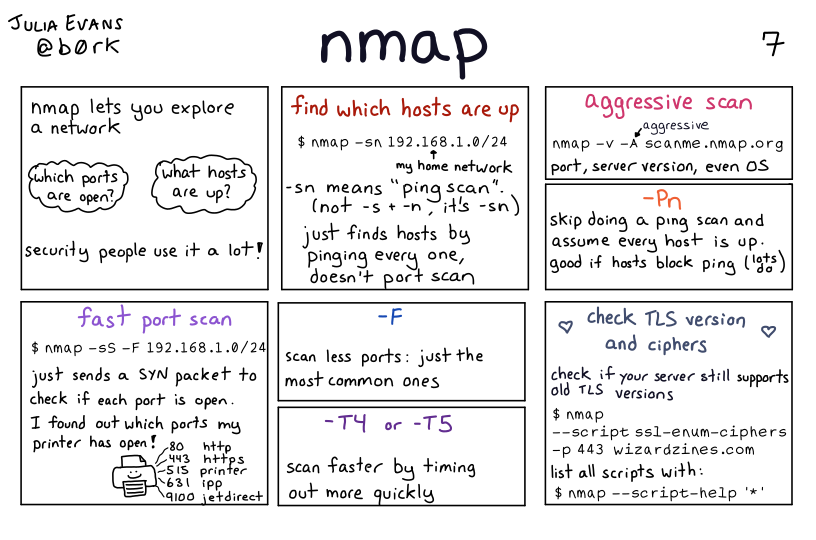 JULIA EVANS
@b0rk
nmap
7
nmap lets you explore
a network
which ports
are open?
what hosts
are up?
security people use it a lot!
find which hosts are up
$ nmap -sn 192.168.1.0/24
my home network
-sn means "ping scan".
(not -s + -n, it's -sn)
just finds hosts by
pinging every one,
doesn't port scan
aggressive scan
aggressive
nmap -v -A scanme.nmap.org
port, server version, even OS
-Pn
skip doing a ping scan and
assume every host is up.
good if hosts block ping (lots do)
fast port scan
$ nmap -sS -F 192.168.1.0/24
just sends a SYN packet to
check if each port is open.
I found out which ports my
printer has open!
80 http
443 https
515 printer
631 ipp
9100 jetdirect
-F
scan less ports: just the
most common ones
-T4 or -T5
scan faster by timing
out more quickly
check TLS version
and ciphers
check if your server still supports
old TLS versions
$ nmap
--script ssl-enum-ciphers
-p 443 wizardzines.com
list all scripts with:
$ nmap --script-help '*'